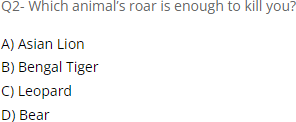 Q2- Which animal's roar is enough to kill you?
A) Asian Lion
B) Bengal Tiger
C) Leopard
D) Bear